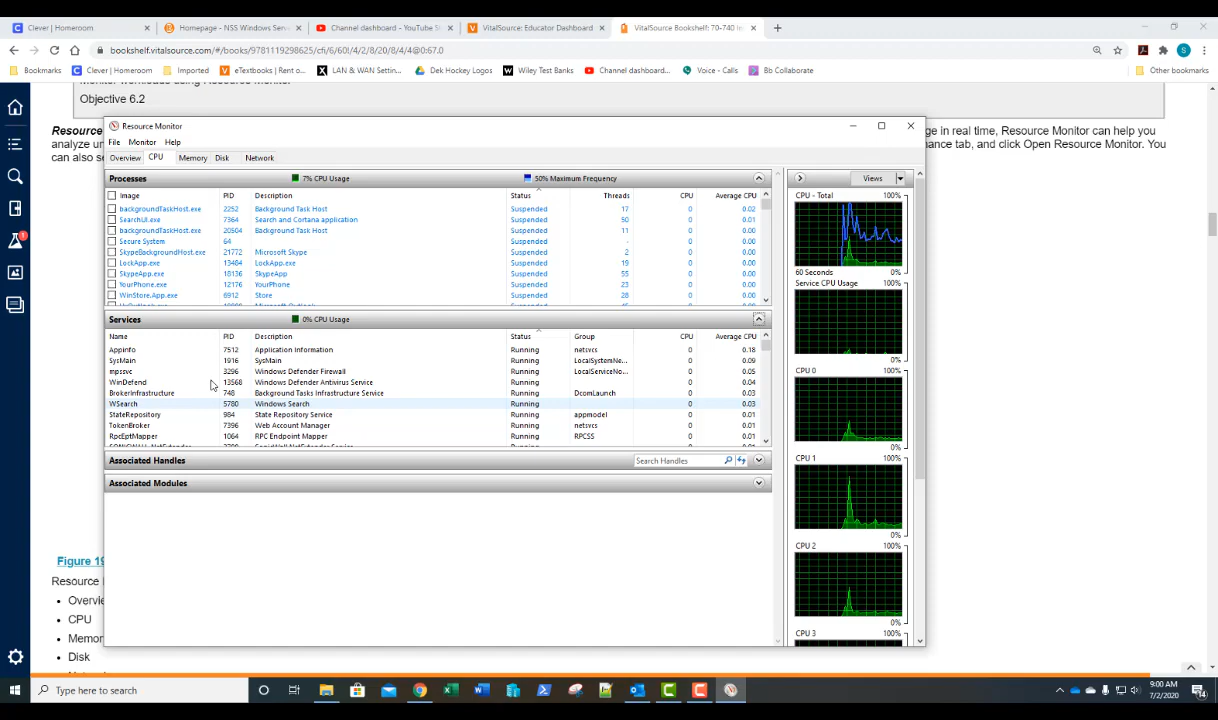 Clever | Homeroom
Homepage - NSS Windows Serv
Channel dashboard - YouTube S
VitalSource: Educator Dashboard
VitalSource Bookshelf: 70-740 In
bookshelf.vitalsource.com/#/books/9781119298625/cfi/6/60!/4/2/8/20/8/4/4@0:67.0
Bookmarks
Clever | Homeroom
Imported
eTextbooks | Rent o...
LAN & WAN Settin...
Dek Hockey Logos
Wiley Test Banks
Channel dashboard...
Voice - Calls
Bb Collaborate
Other bookmarks
Objective 6.2
Resource
ge in real time, Resource Monitor can help you
analyze un
nance tab, and click Open Resource Monitor. You
can also s
Resource Monitor
File Monitor Help
Overview CPU Memory Disk Network
Processes 7% CPU Usage 50% Maximum Frequency
Image PID Description Status Threads CPU Average CPU
backgroundTaskHost.exe 2252 Background Task Host Suspended 17 0 0.02
SearchUI.exe 7364 Search and Cortana application Suspended 50 0 0.01
backgroundTaskHost.exe 20504 Background Task Host Suspended 11 0 0.00
Secure System 64 Suspended - 0 0.00
SkypeBackgroundHost.exe 21772 Microsoft Skype Suspended 2 0 0.00
LockApp.exe 13484 LockApp.exe Suspended 19 0 0.00
SkypeApp.exe 18136 SkypeApp Suspended 55 0 0.00
YourPhone.exe 12176 YourPhone Suspended 23 0 0.00
WinStore.App.exe 6912 Store Suspended 28 0 0.00
Services 0% CPU Usage
Name PID Description Status Group CPU Average CPU
Appinfo 7512 Application Information Running netsvcs 0 0.18
SysMain 1916 SysMain Running LocalSystemNe... 0 0.09
mpssvc 3296 Windows Defender Firewall Running LocalServiceNo... 0 0.05
WinDefend 13568 Windows Defender Antivirus Service Running 0 0.04
BrokerInfrastructure 748 Background Tasks Infrastructure Service Running DcomLaunch 0 0.03
WSearch 5780 Windows Search Running 0 0.03
StateRepository 984 State Repository Service Running appmodel 0 0.01
TokenBroker 7396 Web Account Manager Running netsvcs 0 0.01
RpcEptMapper 1064 RPC Endpoint Mapper Running RPCSS 0 0.01
Associated Handles Search Handles
Associated Modules
Views
CPU - Total 100%
60 Seconds 0%
Service CPU Usage 100%
0%
CPU 0 100%
0%
CPU 1 100%
0%
CPU 2 100%
0%
CPU 3 100%
Figure 19
Resource
Overvie
CPU
Memor
Disk
Type here to search
9:00 AM
7/2/2020